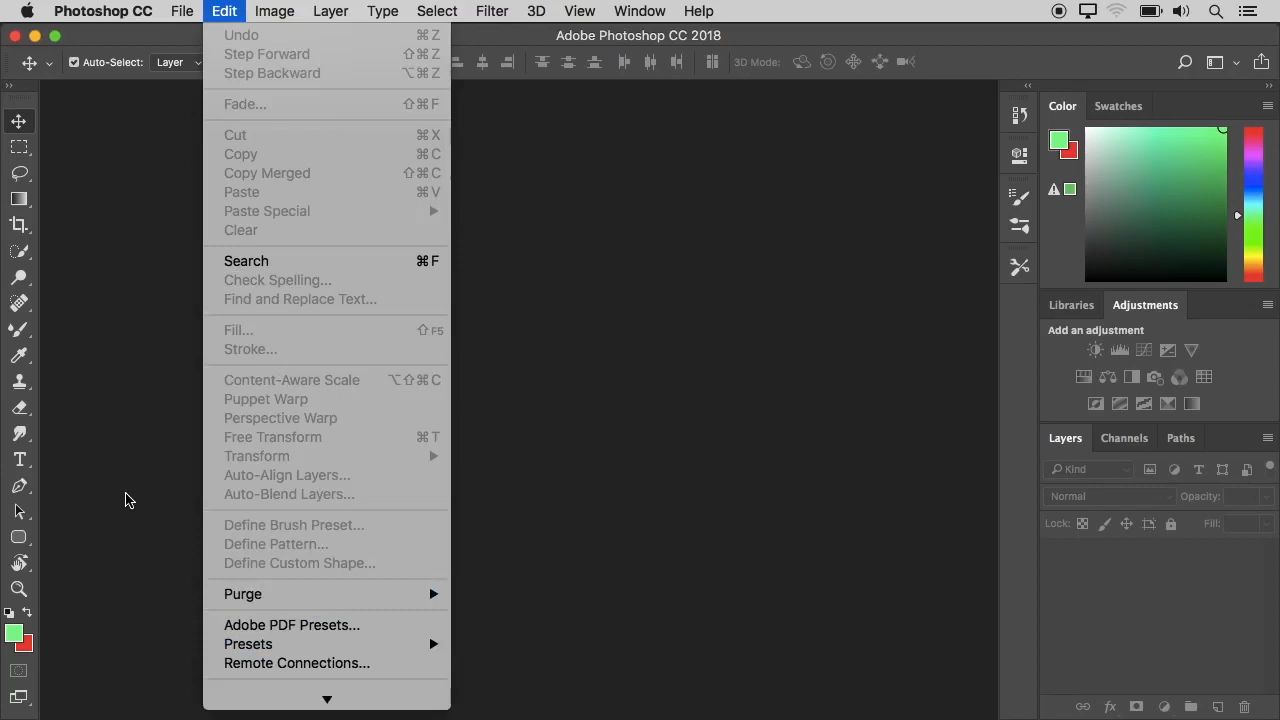 Photoshop CC File Edit Image Layer Type Select Filter 3D View Window Help
Adobe Photoshop CC 2018
Auto-Select: Layer 3D Mode:
Undo ⌘Z
Step Forward ⇧⌘Z
Step Backward ⌥⌘Z
Fade... ⇧⌘F
Cut ⌘X
Copy ⌘C
Copy Merged ⇧⌘C
Paste ⌘V
Paste Special
Clear
Search ⌘F
Check Spelling...
Find and Replace Text...
Fill... ⇧F5
Stroke...
Content-Aware Scale ⌥⇧⌘C
Puppet Warp
Perspective Warp
Free Transform ⌘T
Transform
Auto-Align Layers...
Auto-Blend Layers...
Define Brush Preset...
Define Pattern...
Define Custom Shape...
Purge
Adobe PDF Presets...
Presets
Remote Connections...
Color Swatches
Libraries Adjustments
Add an adjustment
Layers Channels Paths
Kind
Normal Opacity:
Lock: Fill: